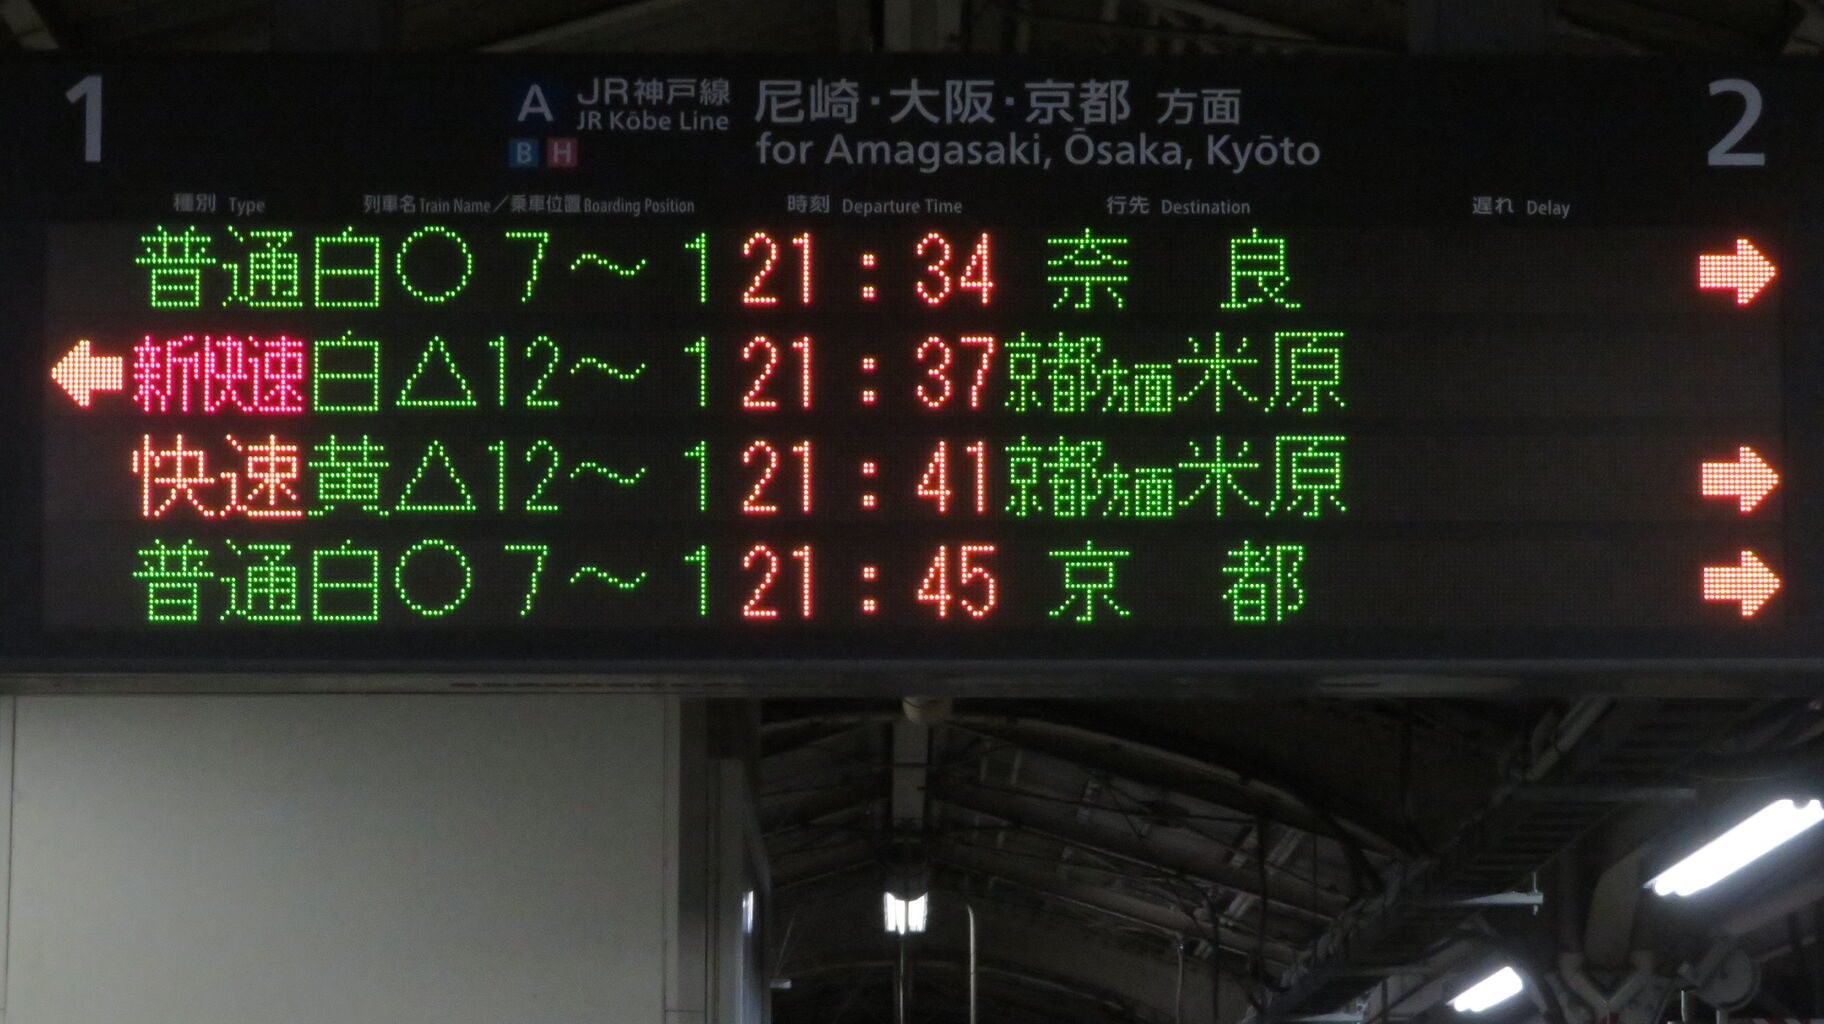 1 A JR神戸線 尼崎・大阪・京都 方面 2
JR Kōbe Line
B H for Amagasaki, Ōsaka, Kyōto
種別 Type 列車名 Train Name／乗車位置 Boarding Position 時刻 Departure Time 行先 Destination 遅れ Delay
普通 白○ 7～ 1 21:34 奈良 →
← 新快速 白△12～ 1 21:37 京都方面米原
快速 黄△12～ 1 21:41 京都方面米原 →
普通 白○ 7～ 1 21:45 京都 →